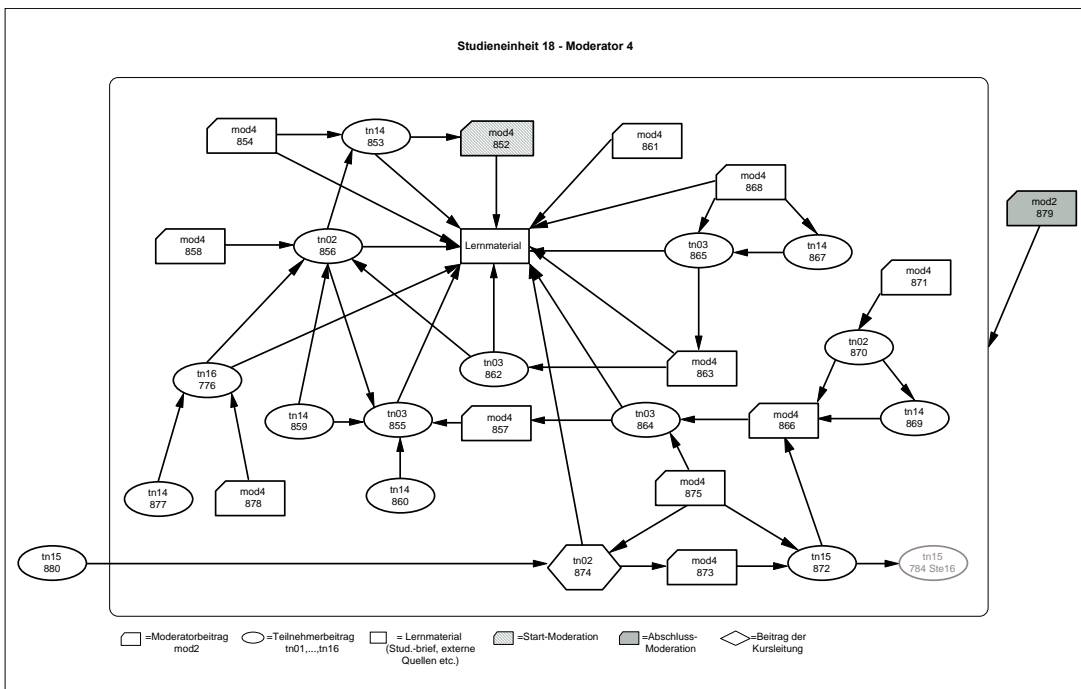 Studieneinheit 18 - Moderator 4
mod4
854
tn14
853
mod4
852
mod4
861
mod4
868
mod2
879
mod4
858
tn02
856
Lernmaterial
tn03
865
tn14
867
mod4
871
tn02
870
tn16
776
tn03
862
mod4
863
tn14
859
tn03
855
mod4
857
tn03
864
mod4
866
tn14
869
tn14
877
mod4
878
tn14
860
mod4
875
tn15
880
tn02
874
mod4
873
tn15
872
tn15
784 Ste16
=Moderatorbeitrag
mod2
=Teilnehmerbeitrag
tn01,...,tn16
= Lernmaterial
(Stud.-brief, externe
Quellen etc.)
=Start-Moderation
=Abschluss-
Moderation
=Beitrag der
Kursleitung